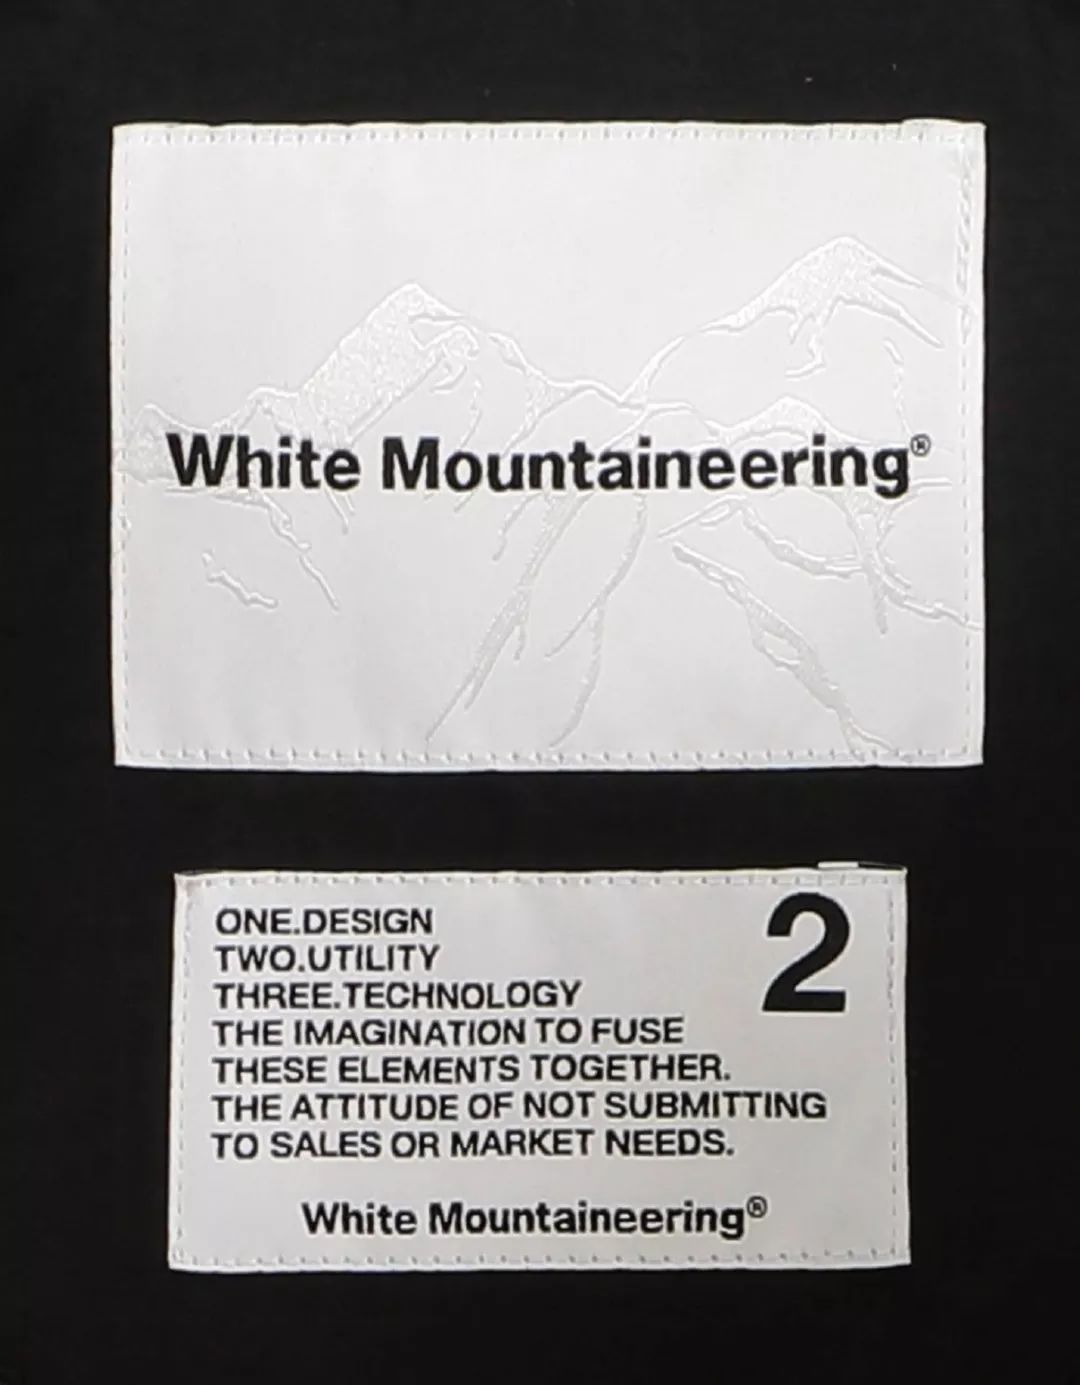 White Mountaineering®
2
ONE.DESIGN
TWO.UTILITY
THREE.TECHNOLOGY
THE IMAGINATION TO FUSE
THESE ELEMENTS TOGETHER.
THE ATTITUDE OF NOT SUBMITTING
TO SALES OR MARKET NEEDS.
White Mountaineering®